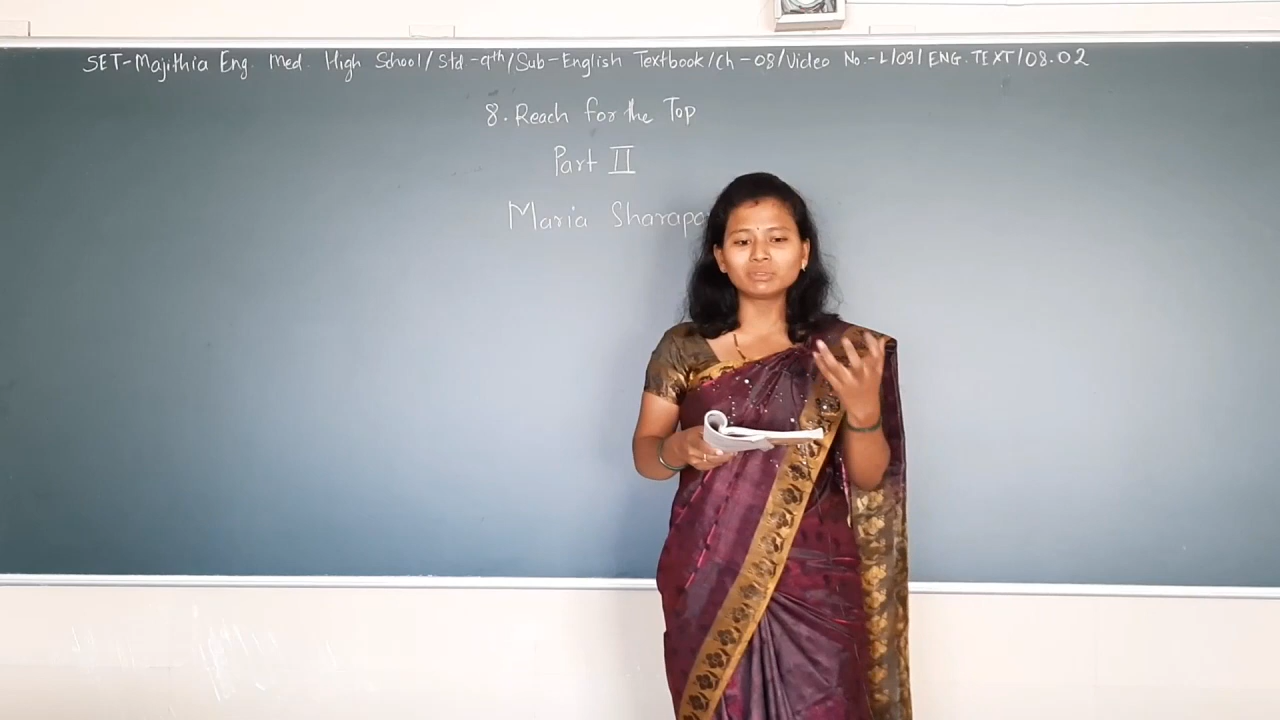 SET-Majithia Eng. Med. High School/Std-9th/Sub-English Textbook/Ch-08/Video No.-L/09/ENG.TEXT/08.02
8. Reach for the Top
Part II
Maria Sharapo